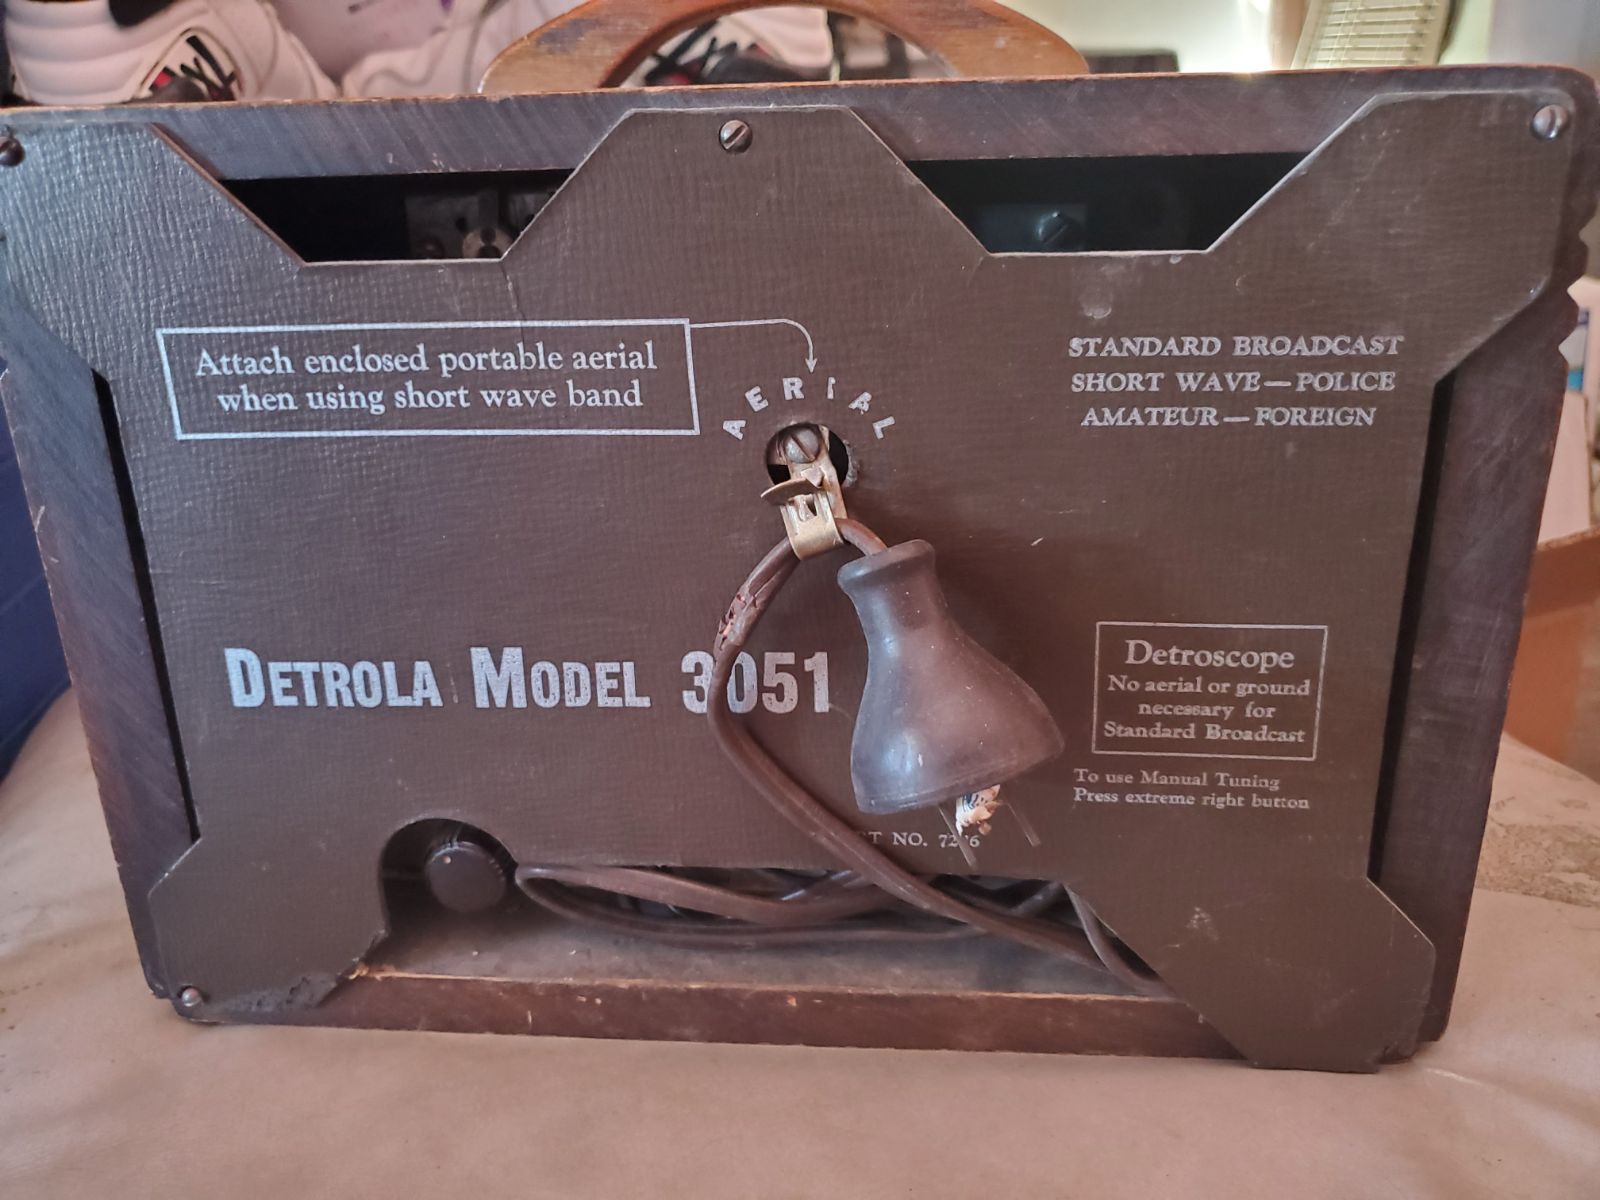 Attach enclosed portable aerial
when using short wave band
AERIAL
STANDARD BROADCAST
SHORT WAVE — POLICE
AMATEUR — FOREIGN
DETROLA MODEL 3051
Detroscope
No aerial or ground
necessary for
Standard Broadcast
To use Manual Tuning
Press extreme right button
NO.